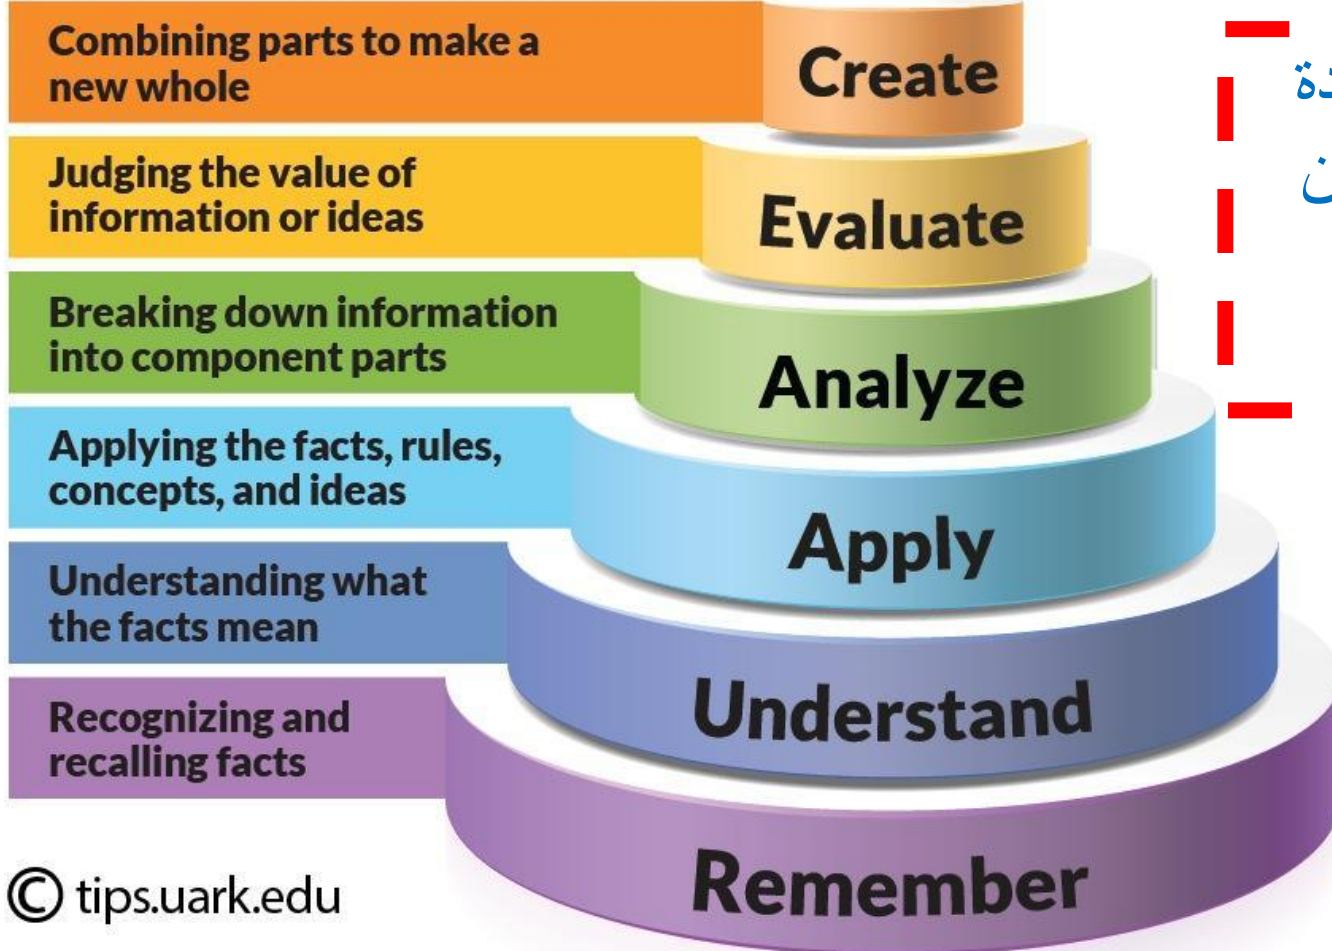 Combining parts to make a
new whole
Create
Judging the value of
information or ideas
Evaluate
Breaking down information
into component parts
Analyze
Applying the facts, rules,
concepts, and ideas
Apply
Understanding what
the facts mean
Understand
Recognizing and
recalling facts
Remember
© tips.uark.edu